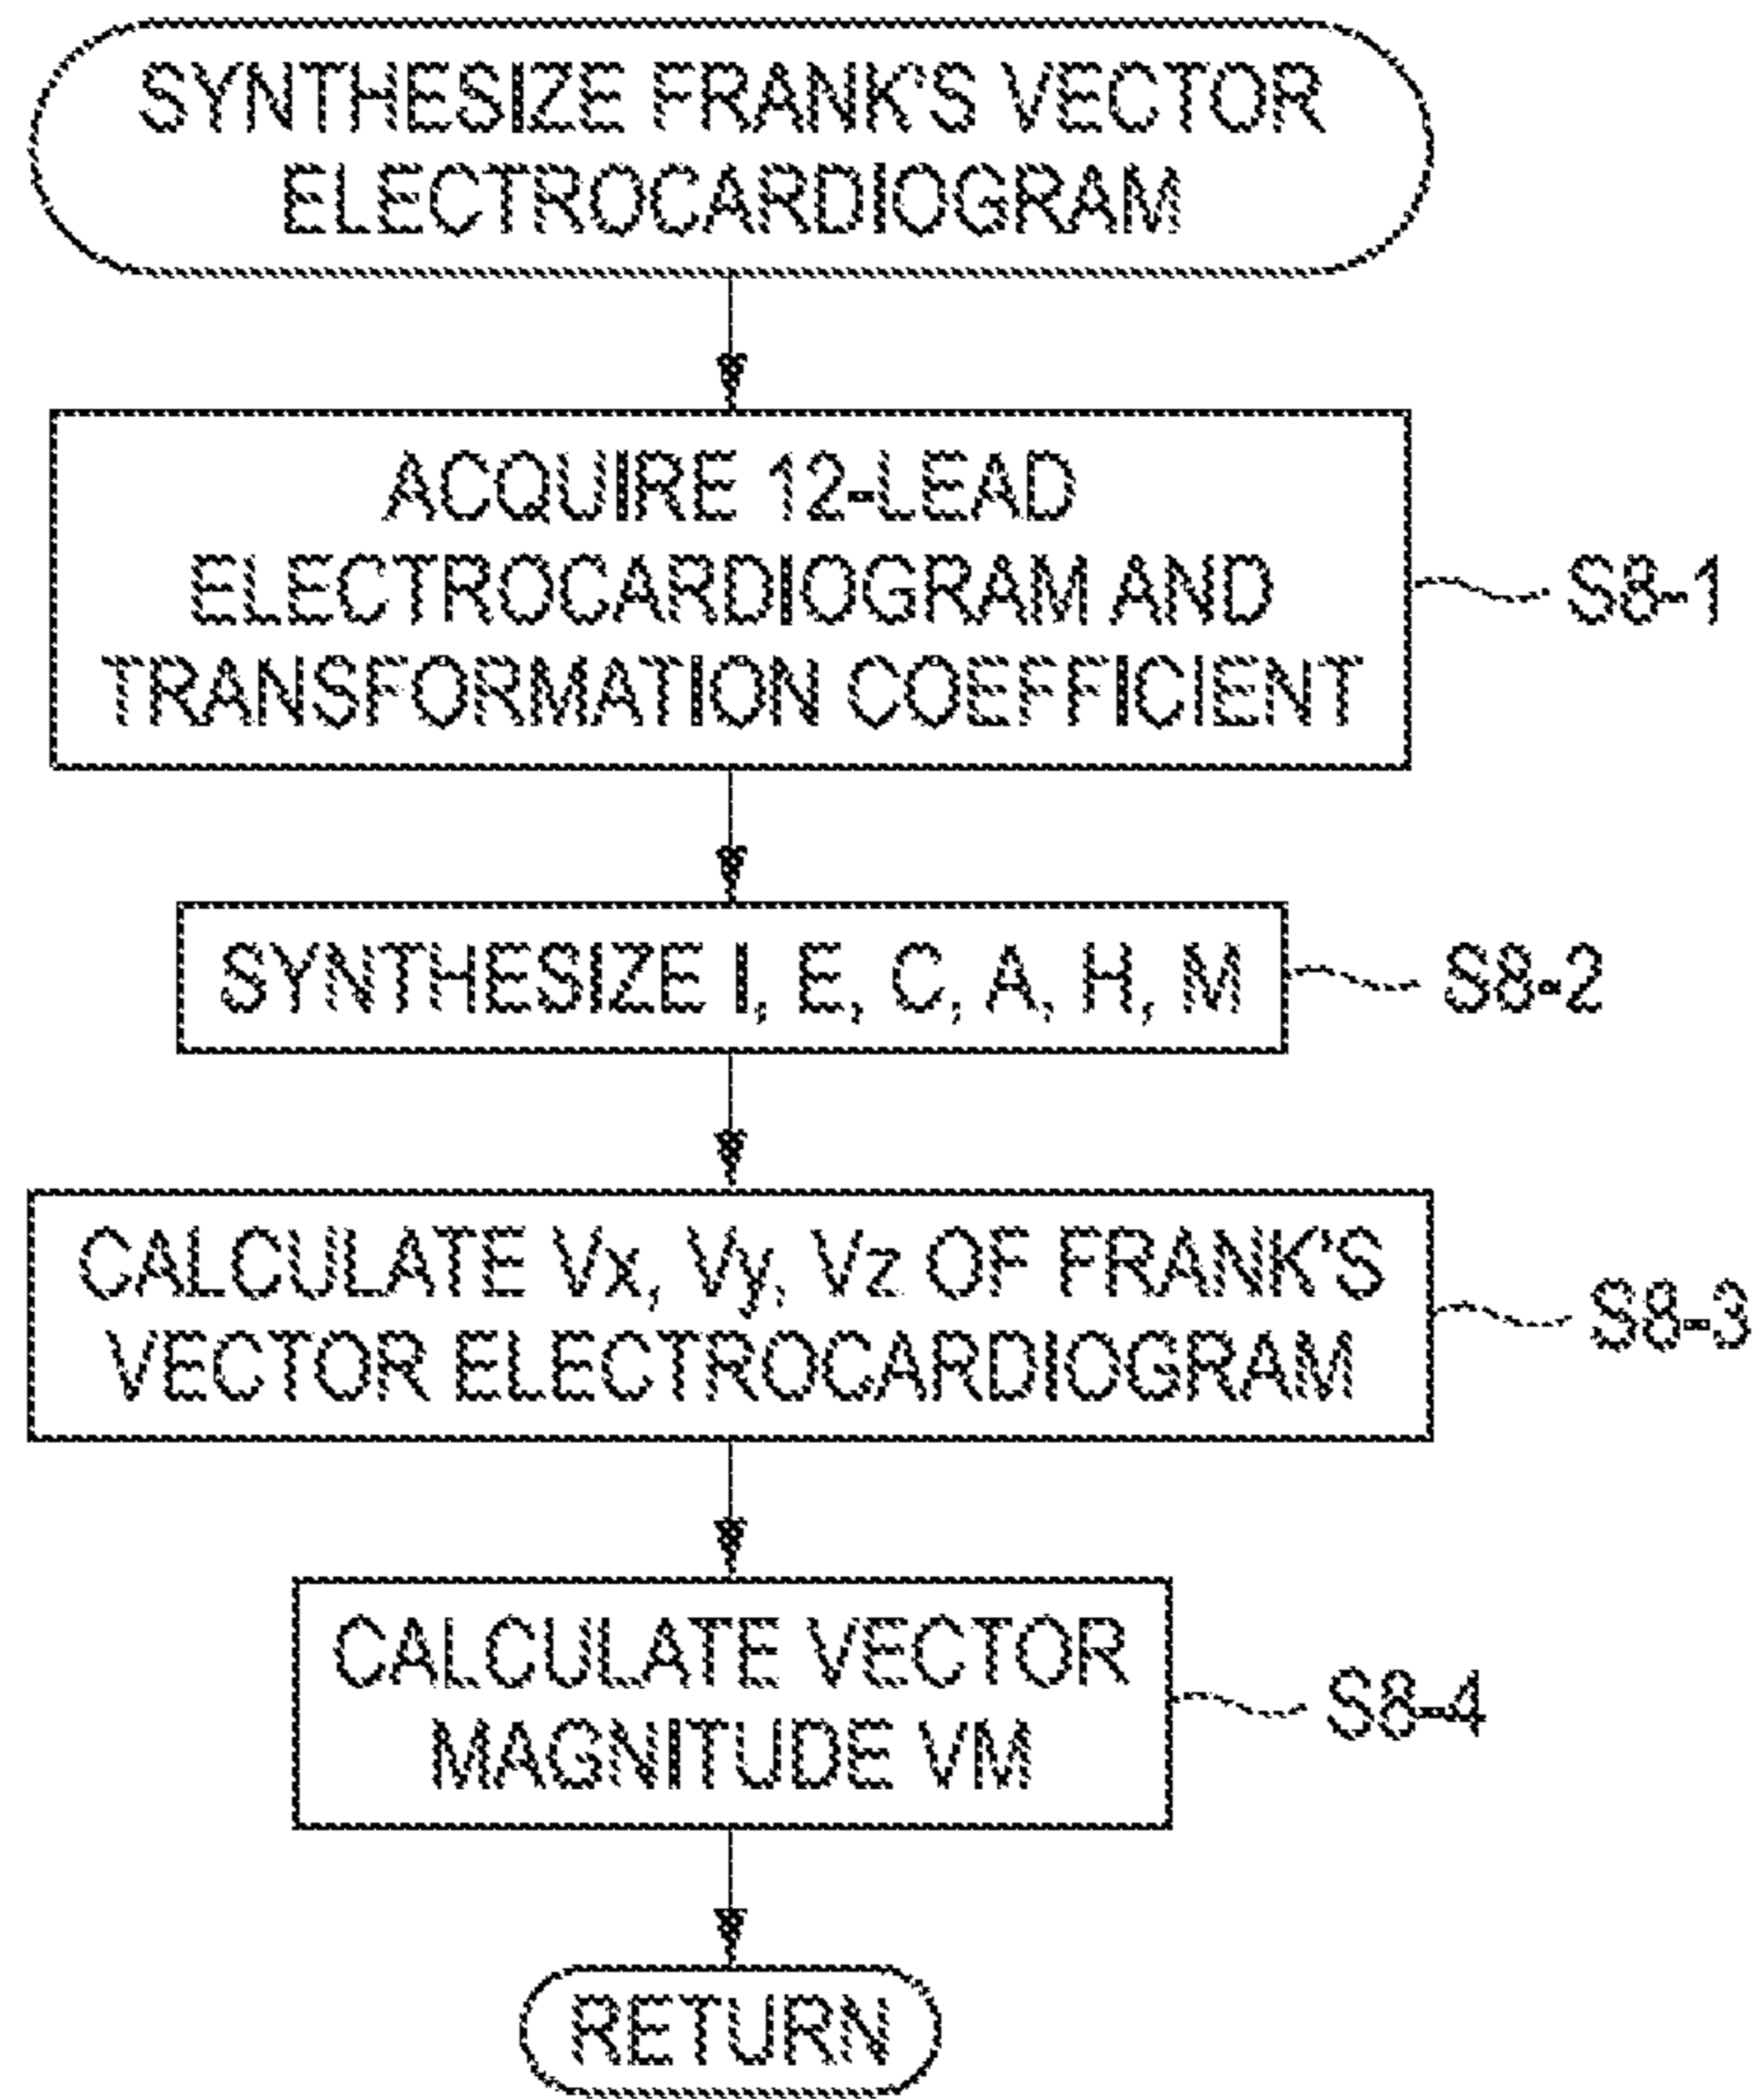 SYNTHESIZE FRANK'S VECTOR
ELECTROCARDIOGRAM
ACQUIRE 12-LEAD
ELECTROCARDIOGRAM AND
TRANSFORMATION COEFFICIENT
S8-1
SYNTHESIZE I, E, C, A, H, M
S8-2
CALCULATE Vx, Vy, Vz OF FRANK'S
VECTOR ELECTROCARDIOGRAM
S8-3
CALCULATE VECTOR
MAGNITUDE VM
S8-4
RETURN